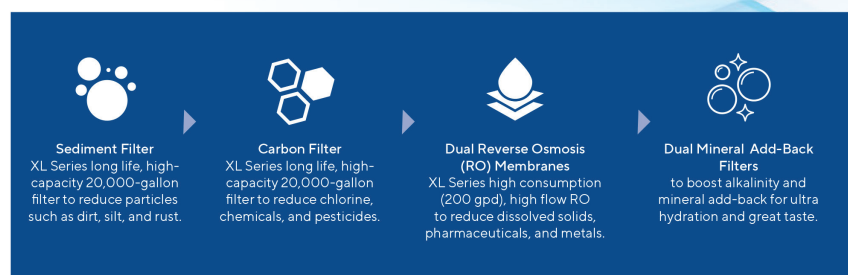 Sediment Filter
XL Series long life, high-
capacity 20,000-gallon
filter to reduce particles
such as dirt, silt, and rust.
Carbon Filter
XL Series long life, high-
capacity 20,000-gallon
filter to reduce chlorine,
chemicals, and pesticides.
Dual Reverse Osmosis
(RO) Membranes
XL Series high consumption
(200 gpd), high flow RO
to reduce dissolved solids,
pharmaceuticals, and metals.
Dual Mineral Add-Back
Filters
to boost alkalinity and
mineral add-back for ultra
hydration and great taste.